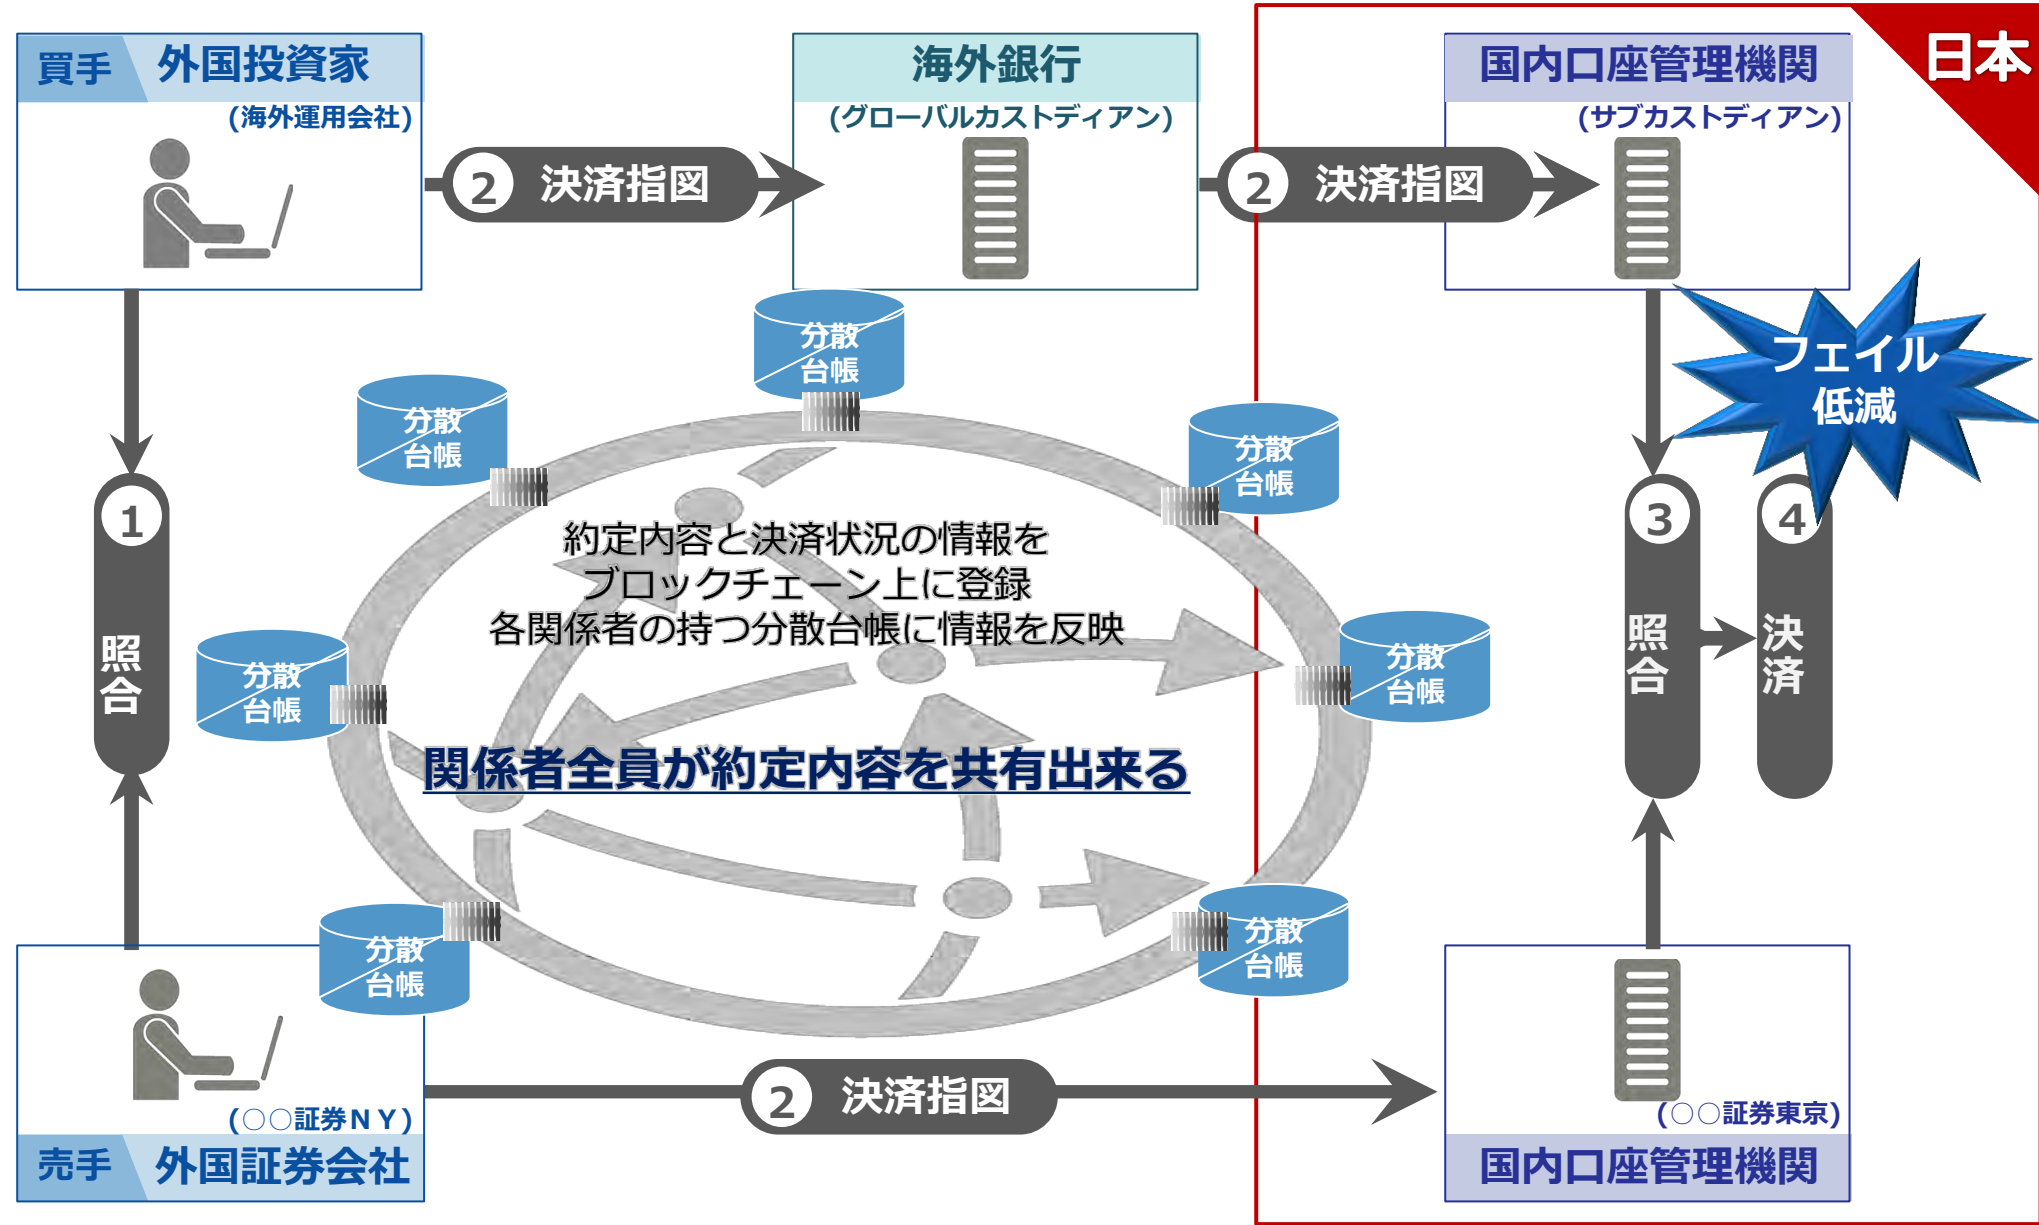 買手 外国投資家
(海外運用会社)
海外銀行
(グローバルカストディアン)
国内口座管理機関
(サブカストディアン)
日本
2 決済指図
2 決済指図
フェイル
低減
分散
台帳
分散
台帳
分散
台帳
分散
台帳
分散
台帳
分散
台帳
分散
台帳
約定内容と決済状況の情報を
ブロックチェーン上に登録
各関係者の持つ分散台帳に情報を反映
関係者全員が約定内容を共有出来る
1
照合
3
照合
4
決済
2 決済指図
(○○証券ＮＹ)
売手 外国証券会社
(○○証券東京)
国内口座管理機関